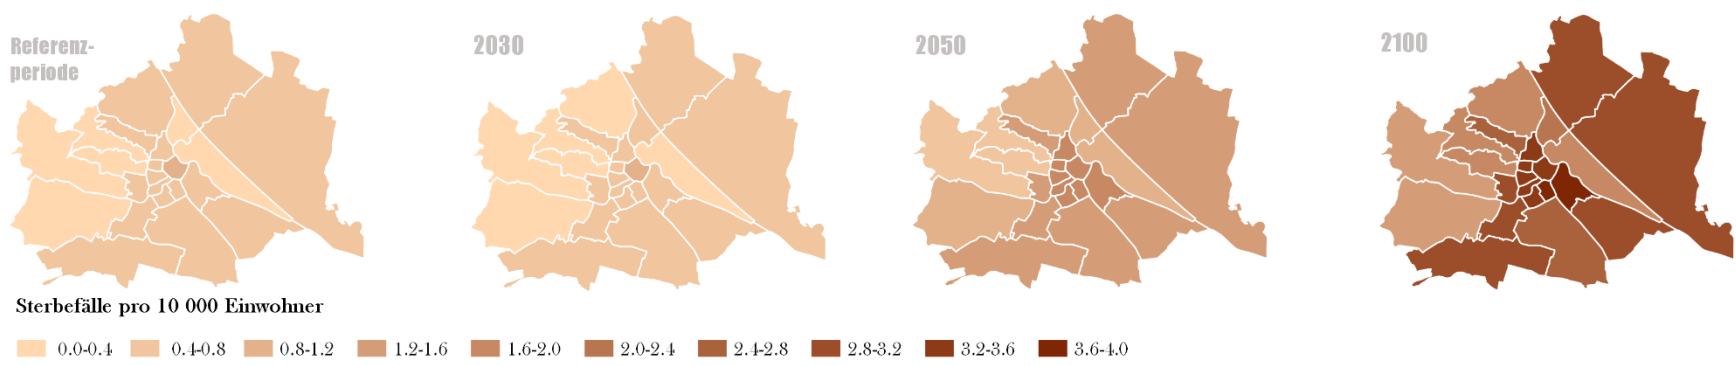 Referenz-
periode
2030
2050
2100
Sterbefälle pro 10 000 Einwohner
0.0-0.4 0.4-0.8 0.8-1.2 1.2-1.6 1.6-2.0 2.0-2.4 2.4-2.8 2.8-3.2 3.2-3.6 3.6-4.0